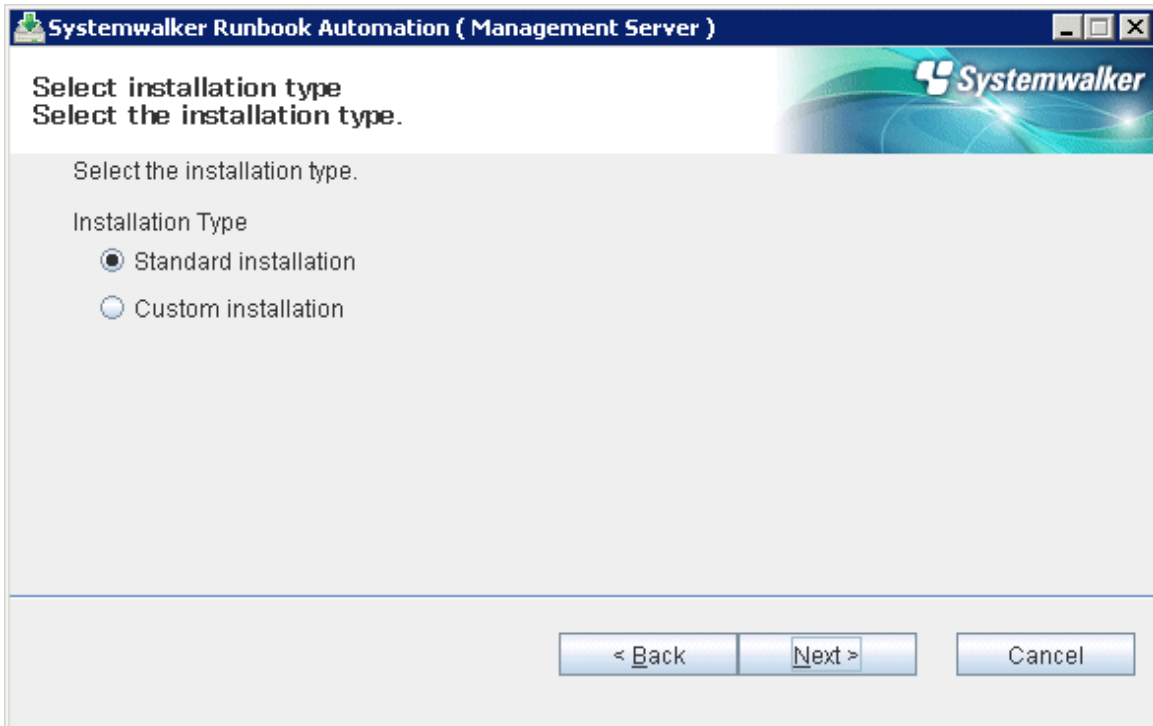 Systemwalker Runbook Automation ( Management Server )
Select installation type
Select the installation type.
Systemwalker
Select the installation type.
Installation Type
Standard installation
Custom installation
< Back
Next >
Cancel